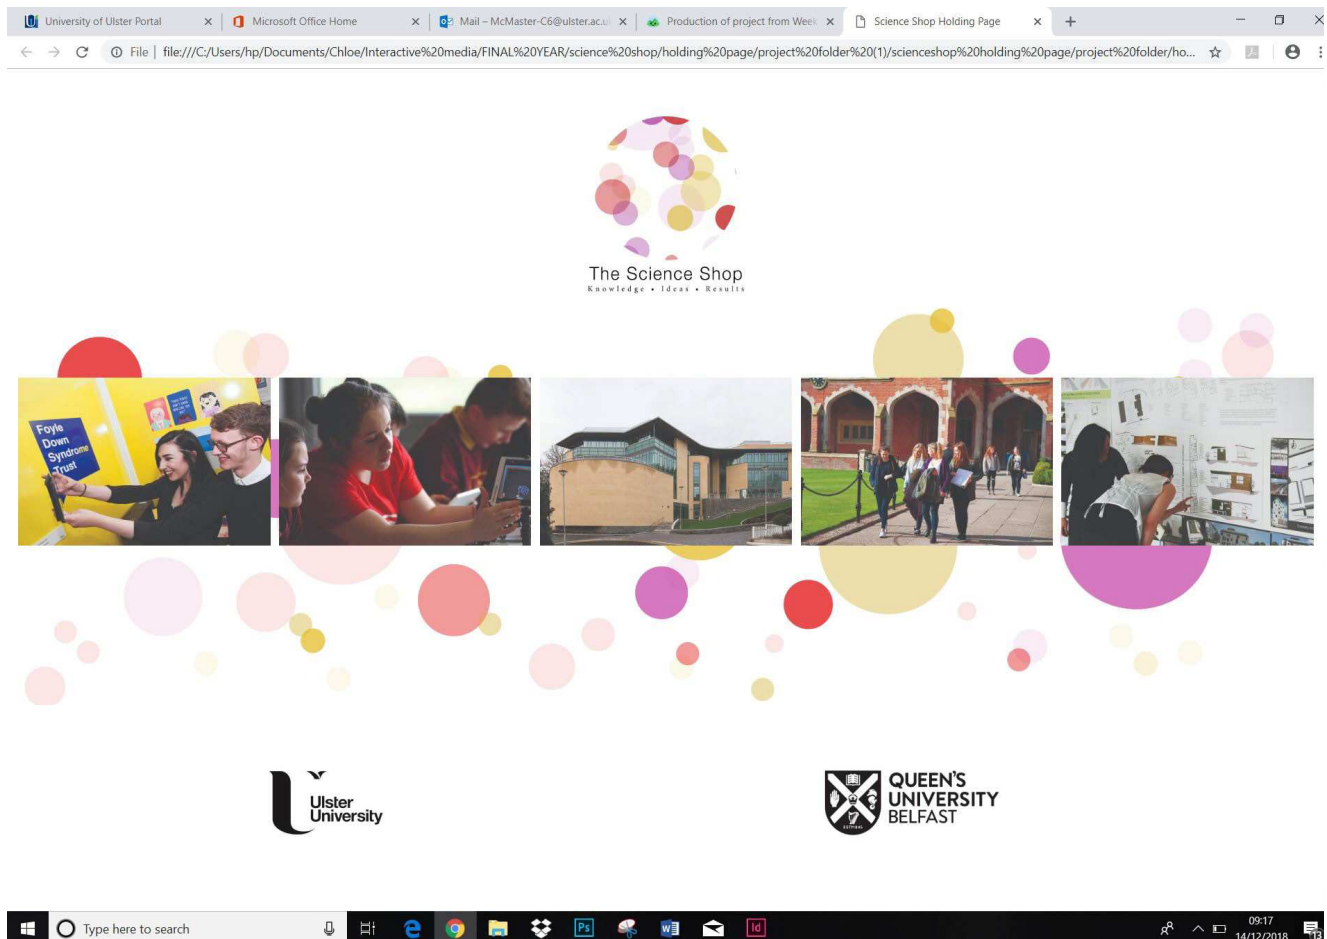 University of Ulster Portal
Microsoft Office Home
Mail – McMaster-C6@ulster.ac.u
Production of project from Week
Science Shop Holding Page
File | file:///C:/Users/hp/Documents/Chloe/Interactive%20media/FINAL%20YEAR/science%20shop/holding%20page/project%20folder%20(1)/scienceshop%20holding%20page/project%20folder/ho...
The Science Shop
Knowledge • Ideas • Results
Foyle
Down
Syndrome
Trust
Ulster
University
QUEEN'S
UNIVERSITY
BELFAST
Type here to search
Ps
Id
09:17
14/12/2018
13